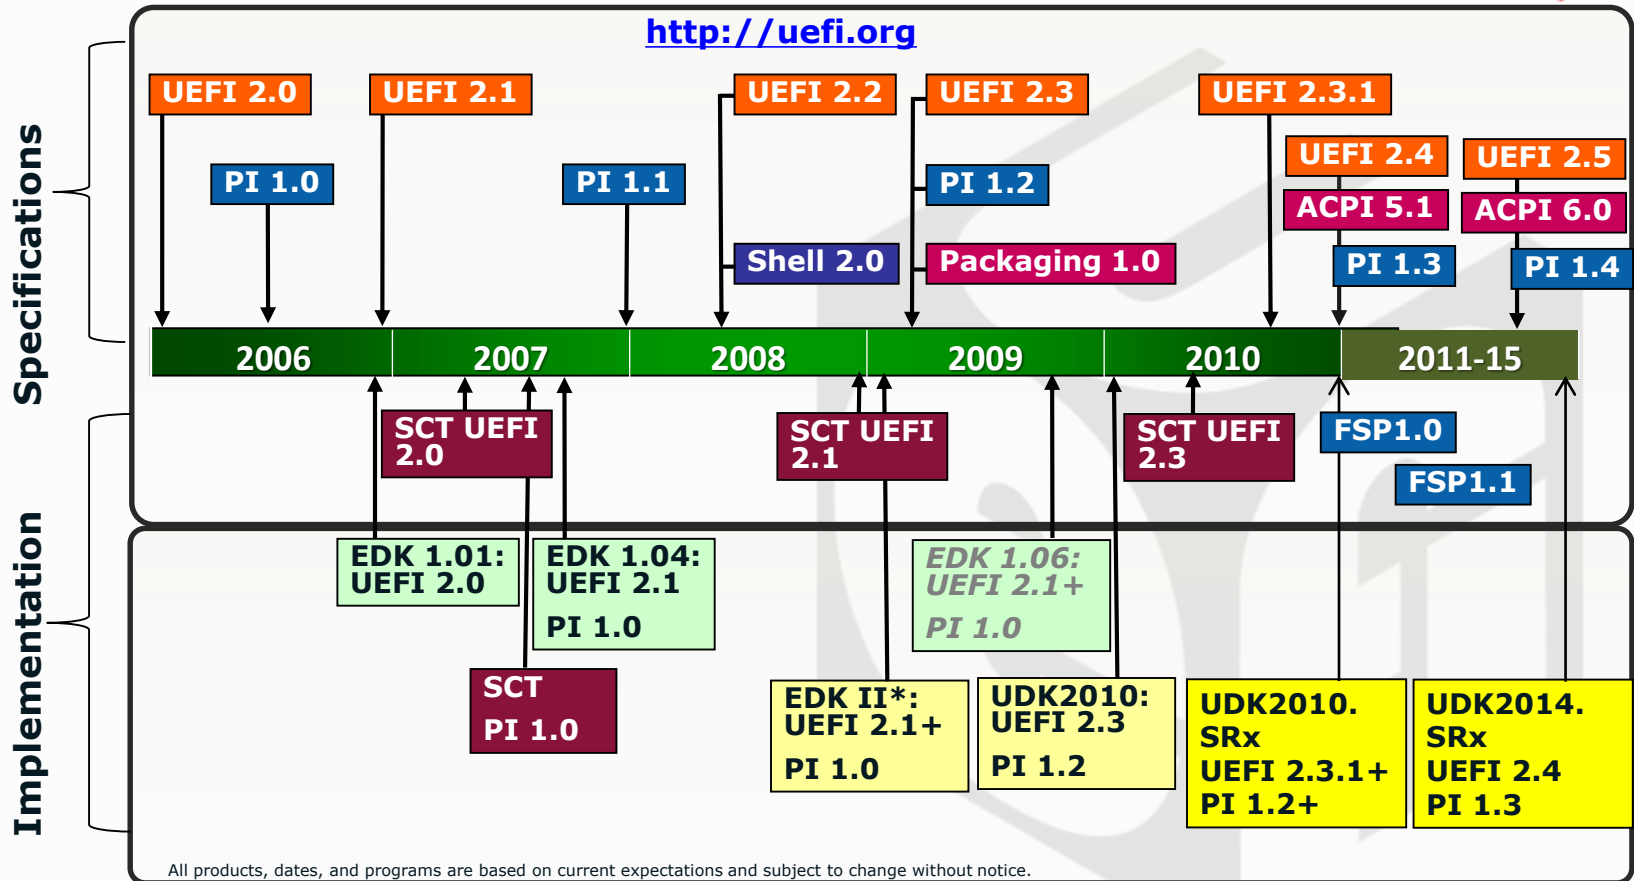 http://uefi.org
UEFI 2.0
UEFI 2.1
UEFI 2.2
UEFI 2.3
UEFI 2.3.1
UEFI 2.4
UEFI 2.5
PI 1.0
PI 1.1
PI 1.2
ACPI 5.1
ACPI 6.0
Shell 2.0
Packaging 1.0
PI 1.3
PI 1.4
Specifications
2006
2007
2008
2009
2010
2011-15
SCT UEFI
2.0
SCT UEFI
2.1
SCT UEFI
2.3
FSP1.0
FSP1.1
Implementation
EDK 1.01:
UEFI 2.0
EDK 1.04:
UEFI 2.1
PI 1.0
EDK 1.06:
UEFI 2.1+
PI 1.0
SCT
PI 1.0
EDK II*:
UEFI 2.1+
PI 1.0
UDK2010:
UEFI 2.3
PI 1.2
UDK2010.
SRx
UEFI 2.3.1+
PI 1.2+
UDK2014.
SRx
UEFI 2.4
PI 1.3
All products, dates, and programs are based on current expectations and subject to change without notice.